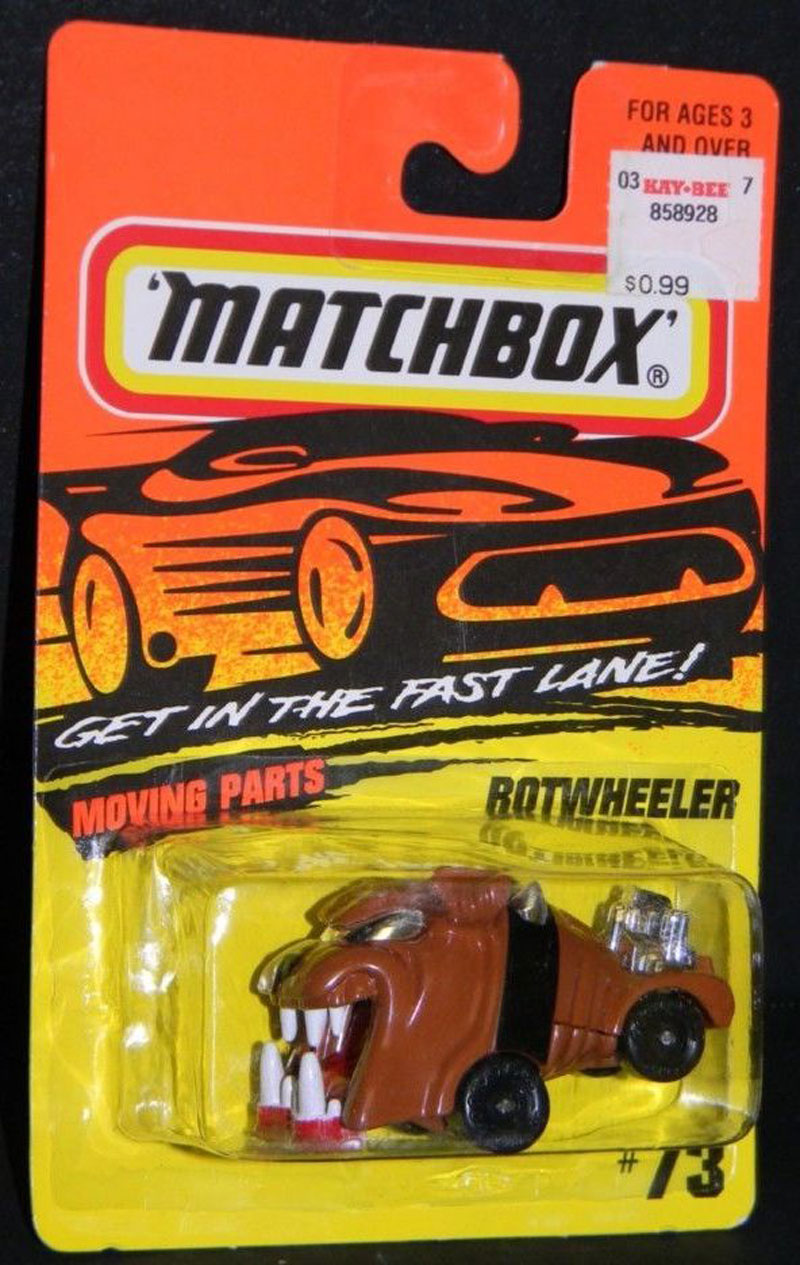 FOR AGES 3
AND OVER
03 KAY•BEE 7
858928
$0.99
'MATCHBOX'®
GET IN THE FAST LANE!
MOVING PARTS
ROTWHEELER
#73